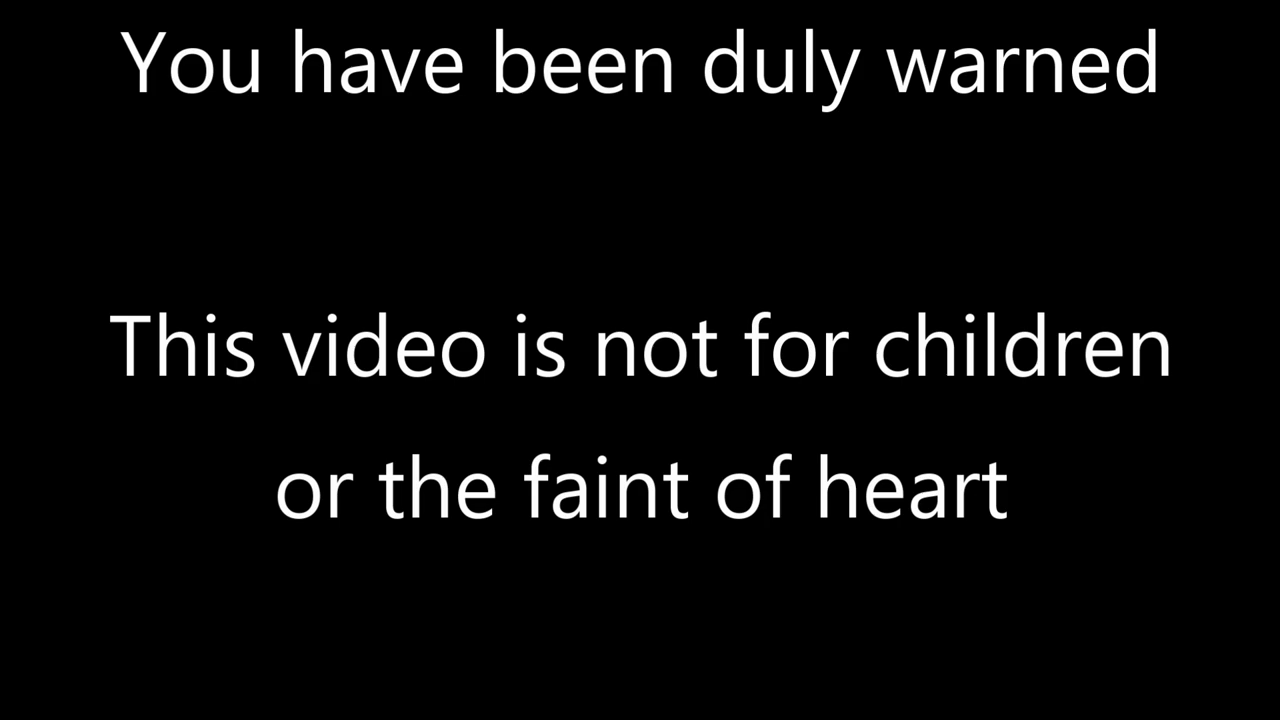 You have been duly warned
This video is not for children
or the faint of heart